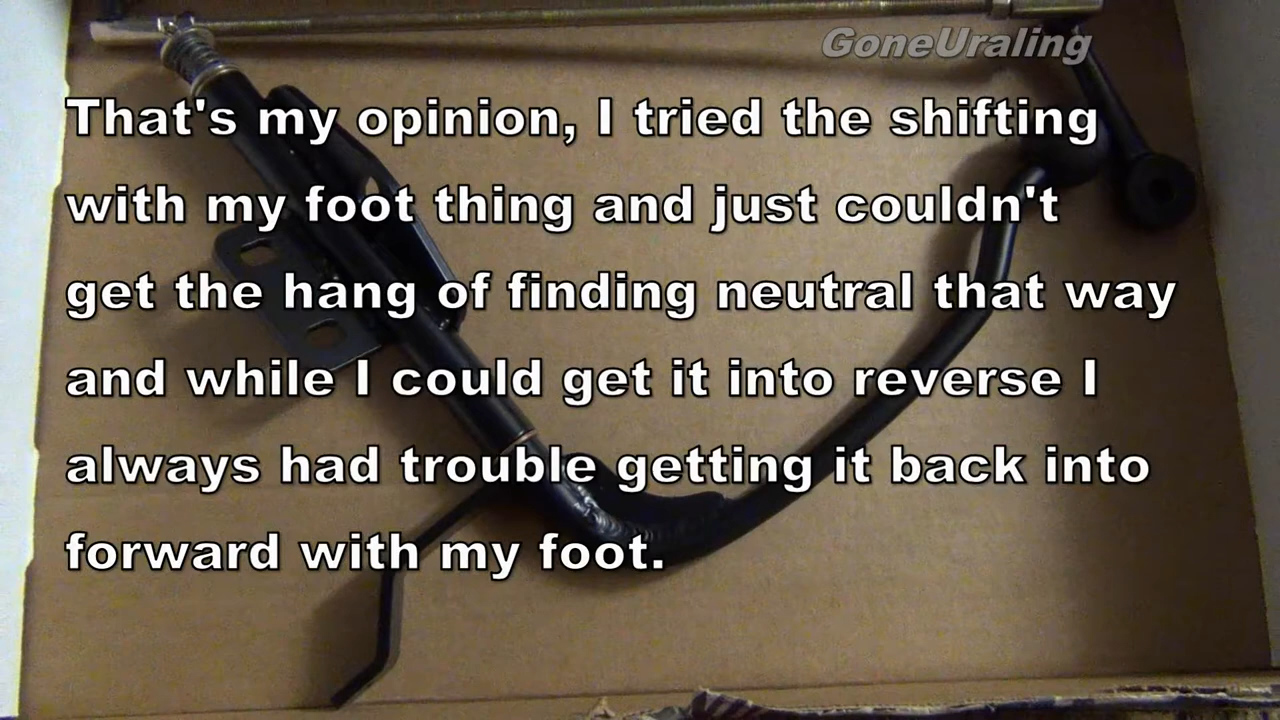 GoneUraling
That's my opinion, I tried the shifting
with my foot thing and just couldn't
get the hang of finding neutral that way
and while I could get it into reverse I
always had trouble getting it back into
forward with my foot.